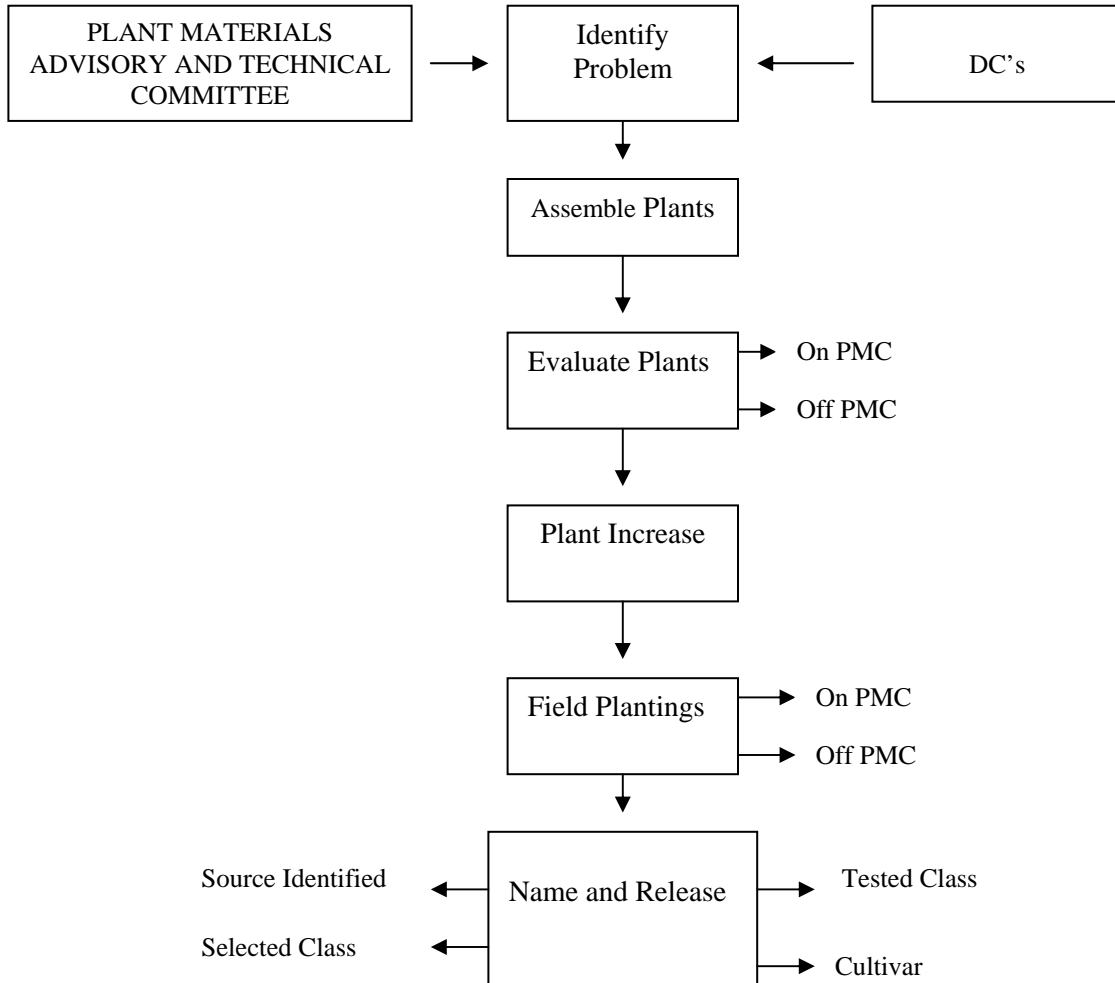 PLANT MATERIALS
ADVISORY AND TECHNICAL
COMMITTEE
Identify
Problem
DC’s
Assemble Plants
Evaluate Plants
On PMC
Off PMC
Plant Increase
Field Plantings
On PMC
Off PMC
Name and Release
Source Identified
Selected Class
Tested Class
Cultivar